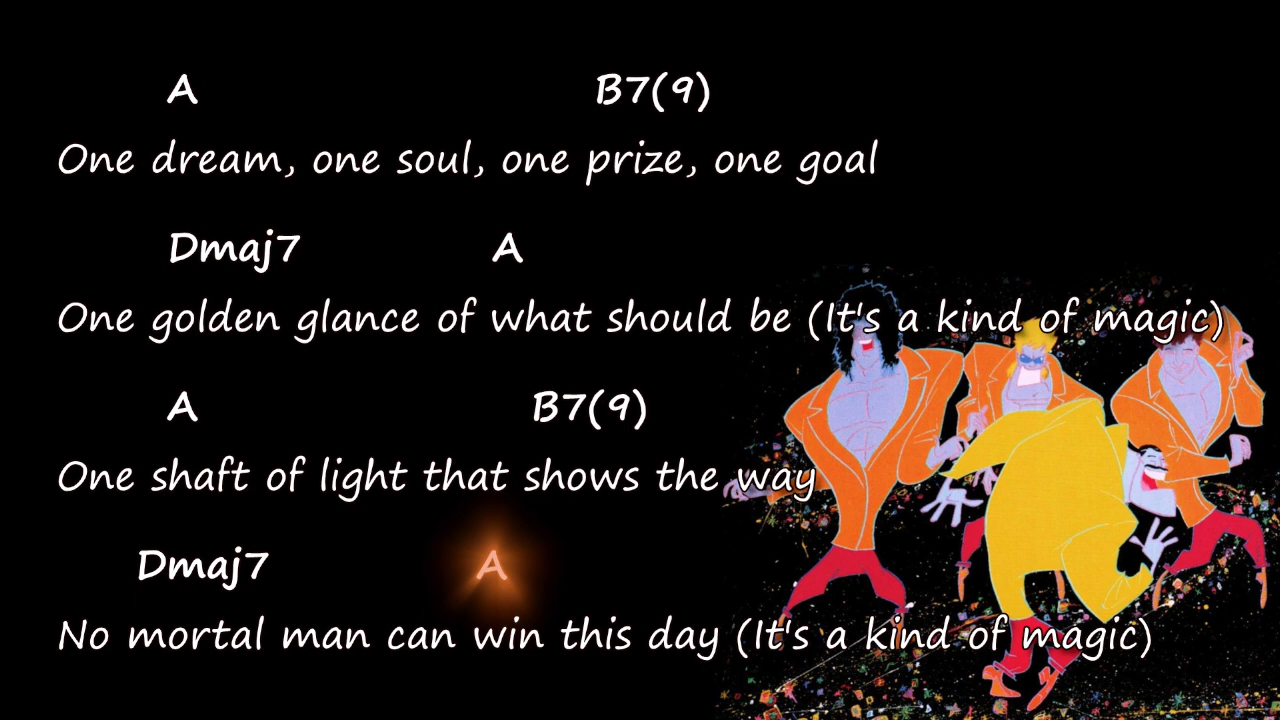 A B7(9)
One dream, one soul, one prize, one goal
Dmaj7 A
One golden glance of what should be (It's a kind of magic)
A B7(9)
One shaft of light that shows the way
Dmaj7 A
No mortal man can win this day (It's a kind of magic)